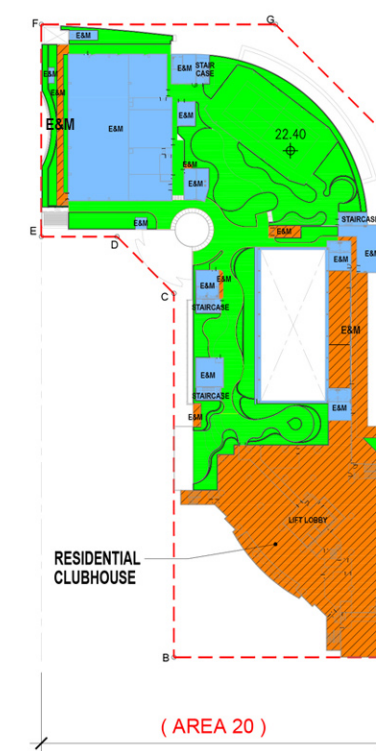 F
G
E&M
E&M
STAIR
CASE
E&M
E&M
E&M
E&M
E&M
22.40
E&M
E&M
E&M
STAIRCASE
E&M
E
D
E&M
E&M
C
E&M
STAIRCASE
E&M
E&M
STAIRCASE
E&M
E&M
LIFT LOBBY
RESIDENTIAL
CLUBHOUSE
B
( AREA 20 )